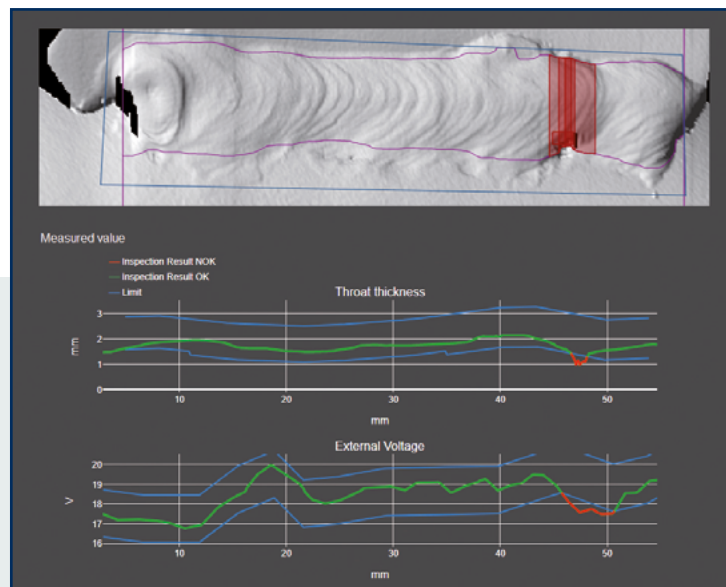 Measured value
Inspection Result NOK
Inspection Result OK
Limit
Throat thickness
3
2
1
0
mm
10 20 30 40 50
mm
External Voltage
20
19
18
17
16
V
10 20 30 40 50
mm